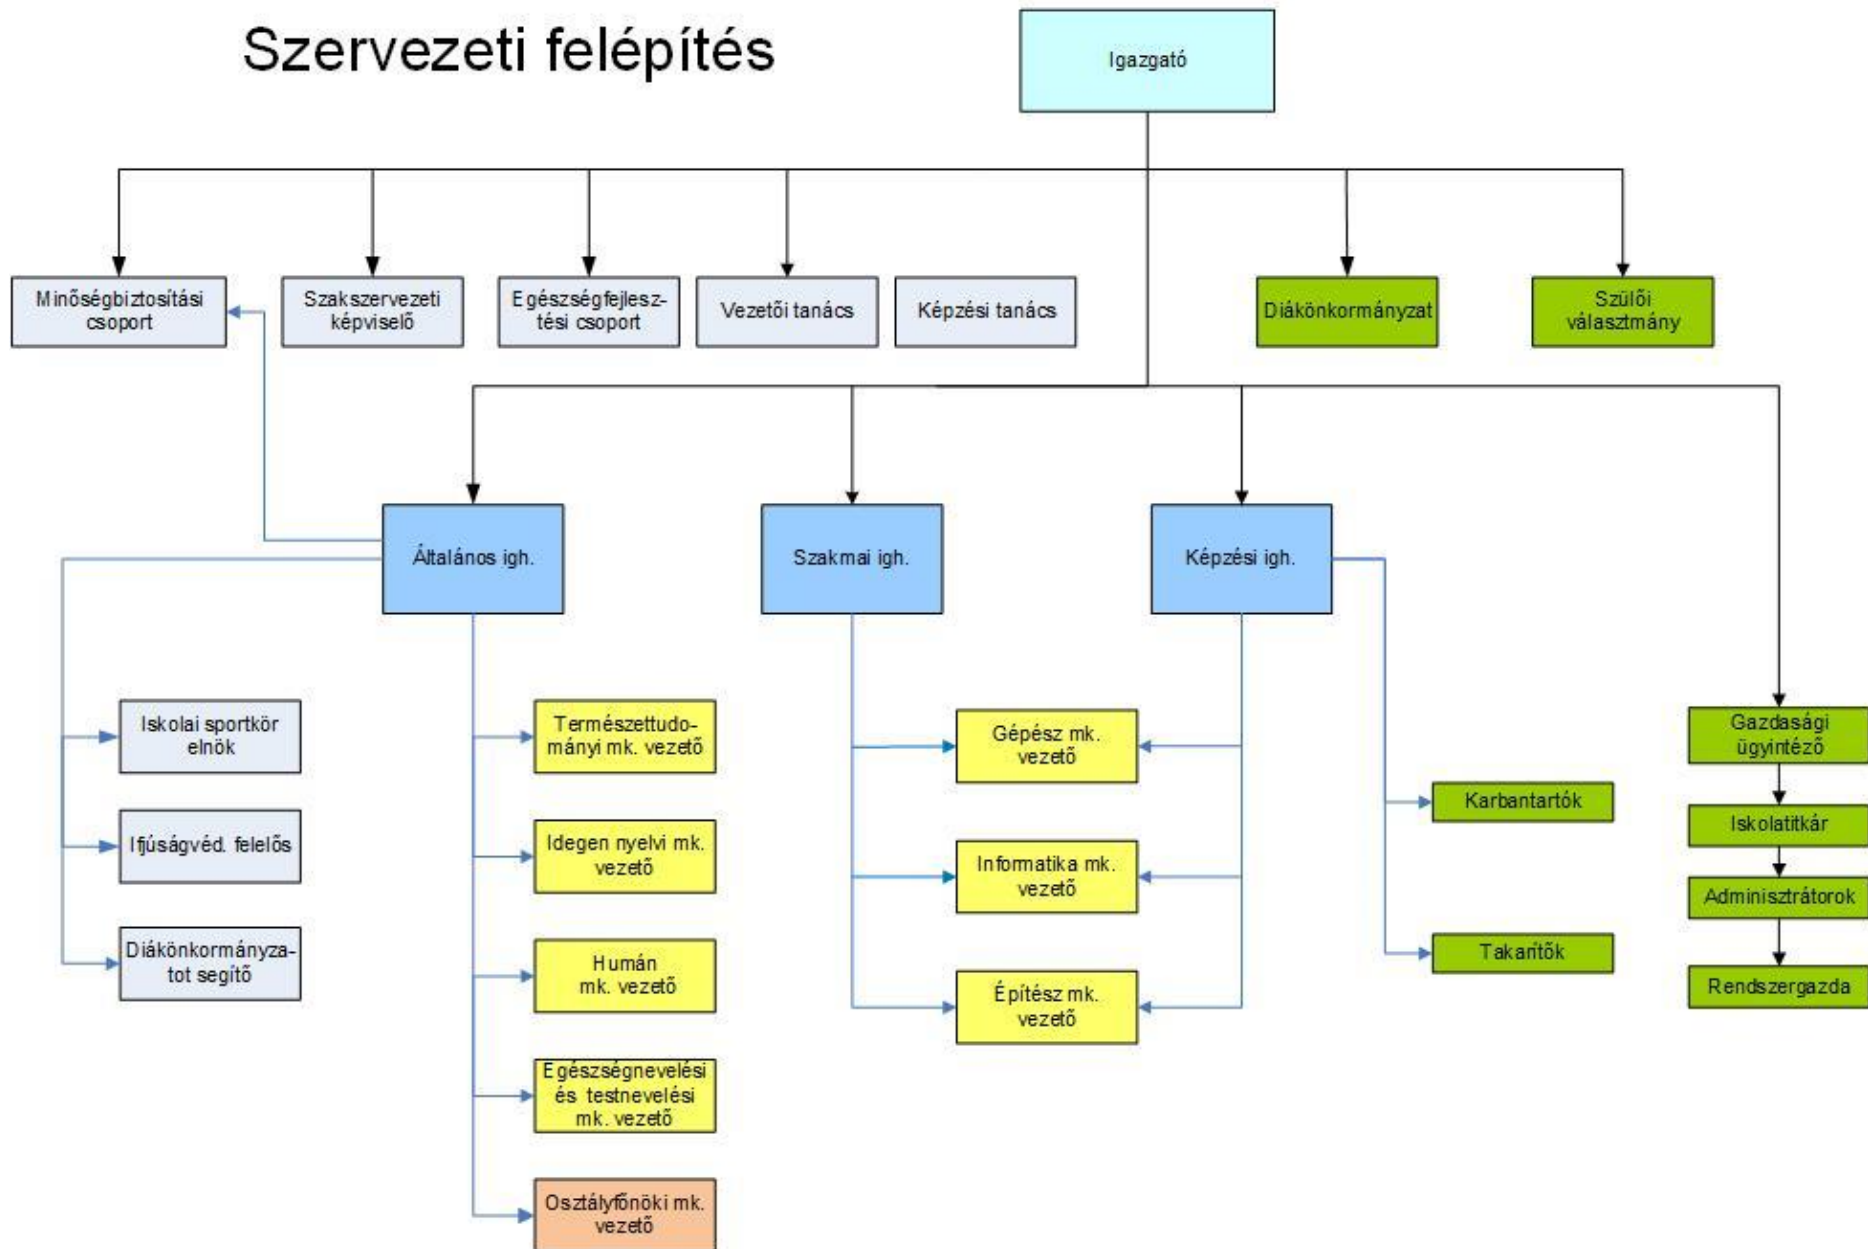 Szervezeti felépítés
Igazgató
Minőségbiztosítási
csoport
Szakszervezeti
képviselő
Egészségfejlesz-
tési csoport
Vezetői tanács
Képzési tanács
Diákönkormányzat
Szülői
választmány
Általános igh.
Szakmai igh.
Képzési igh.
Iskolai sportkör
elnök
Ifjúságvéd. felelős
Diákönkormányza-
tot segítő
Természettudo-
mányi mk. vezető
Idegen nyelvi mk.
vezető
Humán
mk. vezető
Egészségnevelési
és testnevelési
mk. vezető
Osztályfőnöki mk.
vezető
Gépész mk.
vezető
Informatika mk.
vezető
Építész mk.
vezető
Karbantartók
Takarítók
Gazdasági
ügyintéző
Iskolatitkár
Adminisztrátorok
Rendszergazda